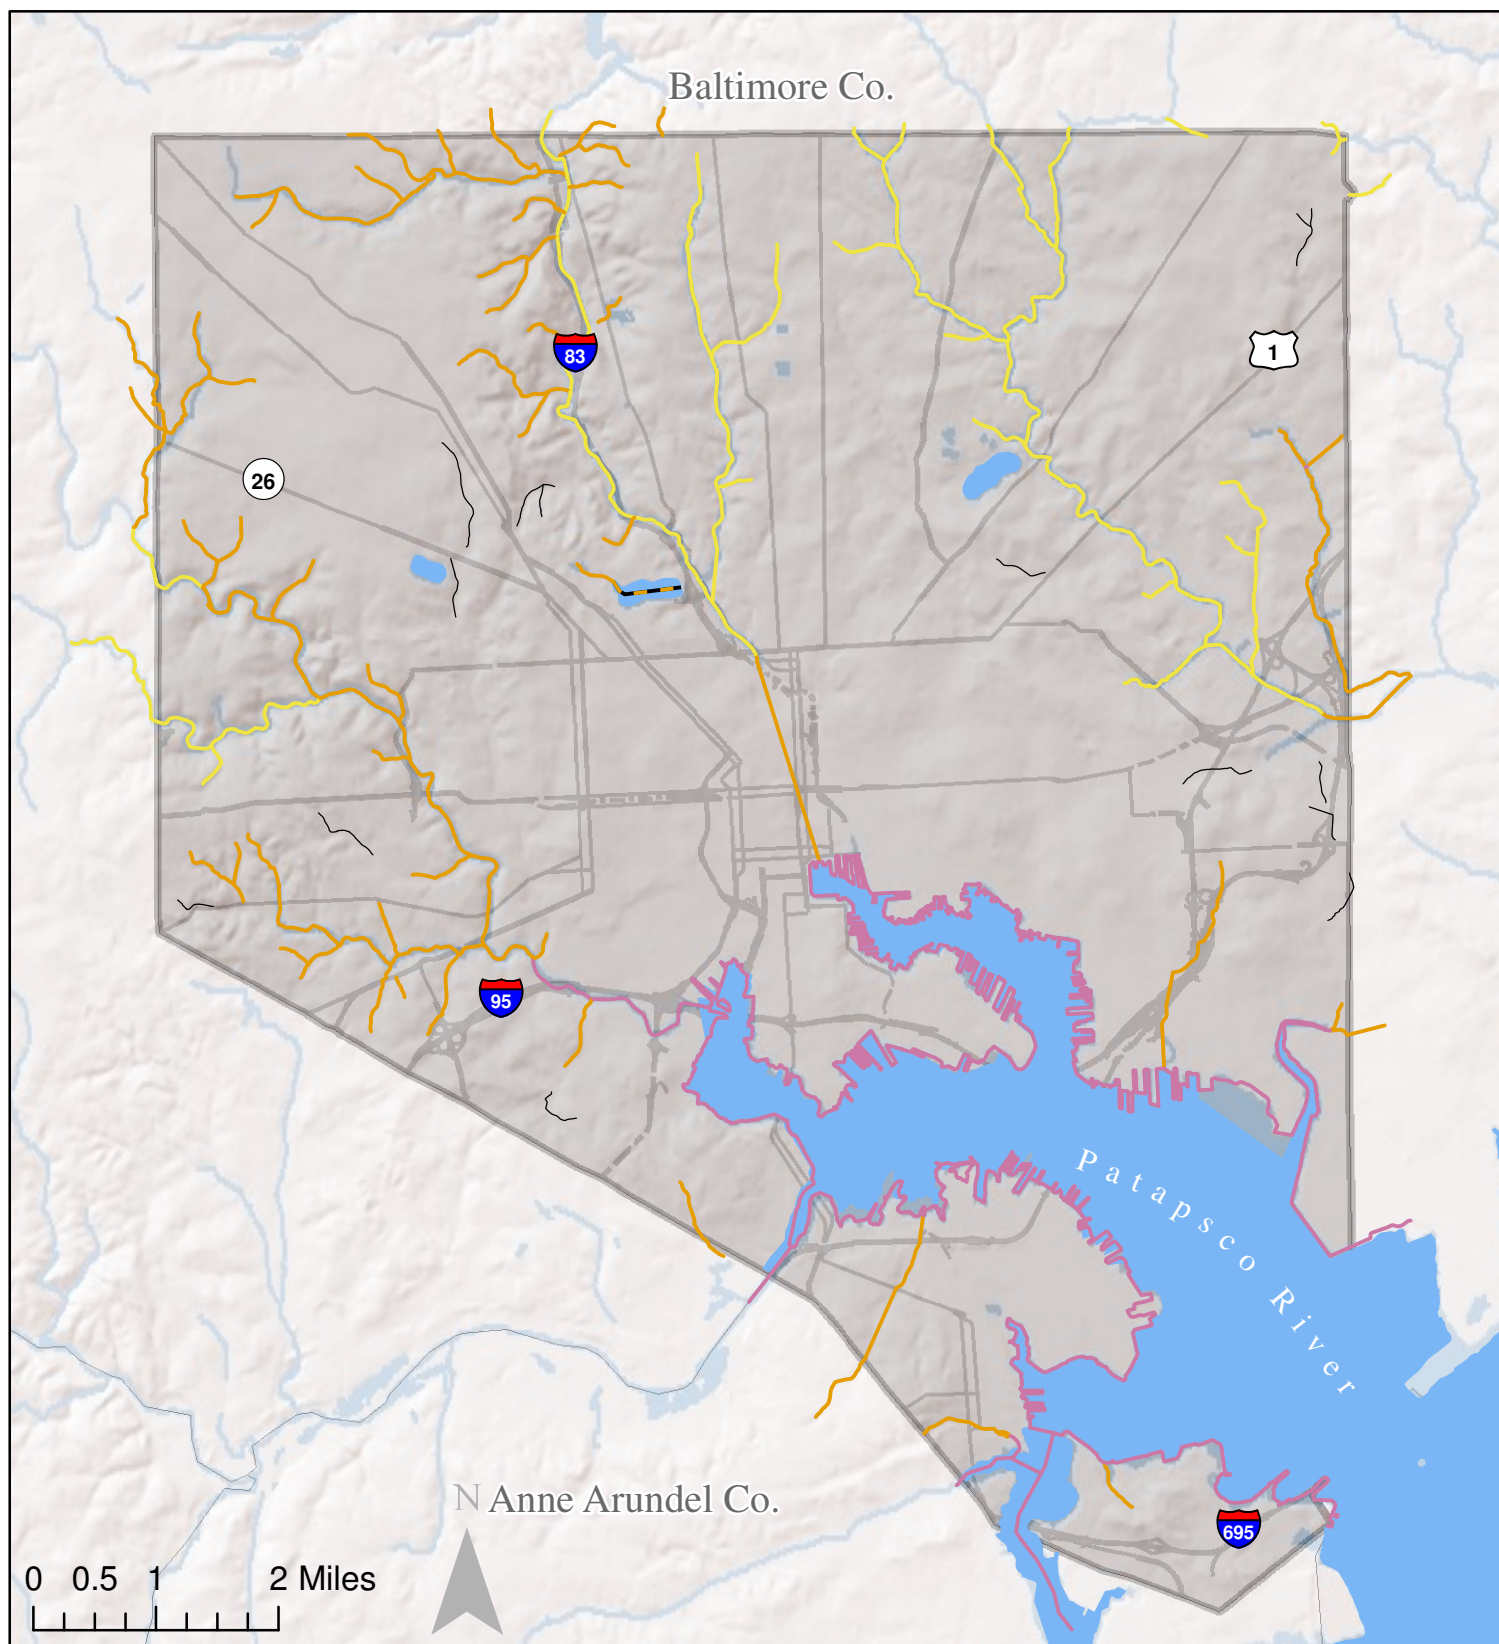 Baltimore Co.
83
1
26
95
Patapsco River
N
Anne Arundel Co.
695
0 0.5 1 2 Miles